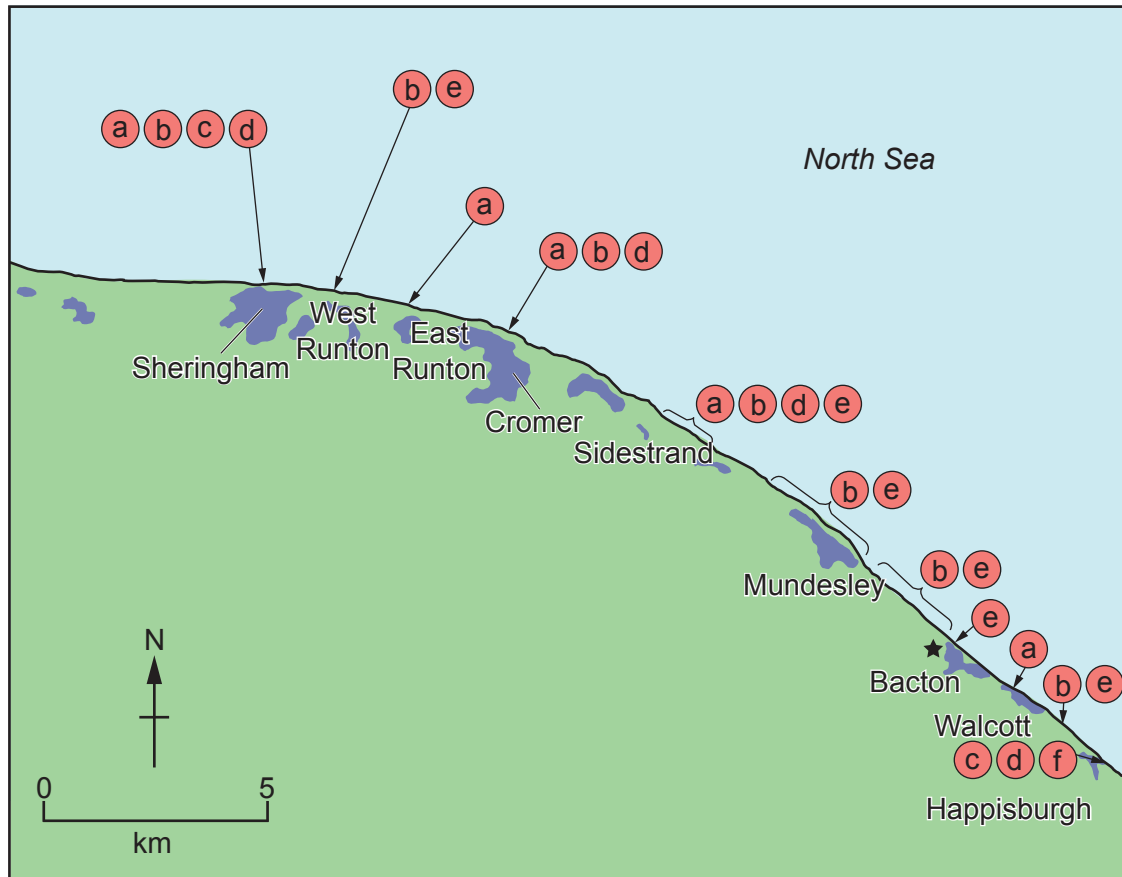 b e
a b c d
North Sea
a
a b d
West
Runton
East
Runton
Sheringham
Cromer
a b d e
Sidestrand
b e
Mundesley
b e
e
a
Bacton
b e
Walcott
c d f
Happisburgh
N
0 5
km